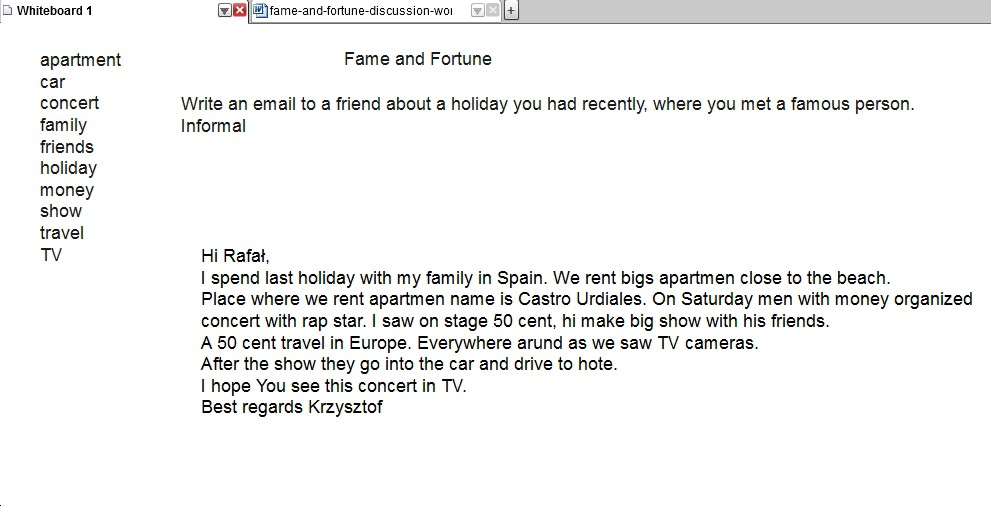 Whiteboard 1
fame-and-fortune-discussion-wor
Fame and Fortune
apartment
car
concert
family
friends
holiday
money
show
travel
TV
Write an email to a friend about a holiday you had recently, where you met a famous person.
Informal
Hi Rafał,
I spend last holiday with my family in Spain. We rent bigs apartmen close to the beach.
Place where we rent apartmen name is Castro Urdiales. On Saturday men with money organized
concert with rap star. I saw on stage 50 cent, hi make big show with his friends.
A 50 cent travel in Europe. Everywhere arund as we saw TV cameras.
After the show they go into the car and drive to hote.
I hope You see this concert in TV.
Best regards Krzysztof